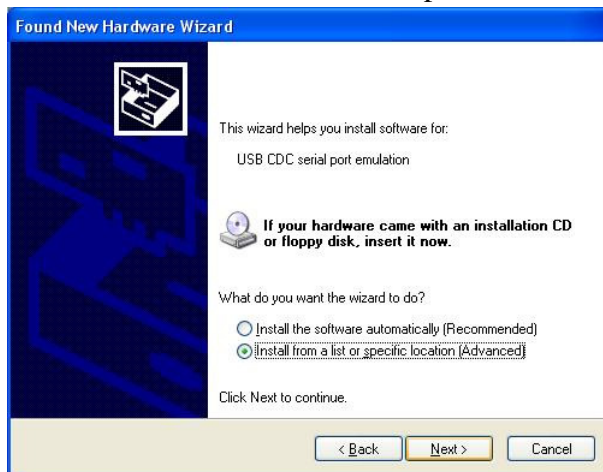 Found New Hardware Wizard
This wizard helps you install software for:
USB CDC serial port emulation
If your hardware came with an installation CD
or floppy disk, insert it now.
What do you want the wizard to do?
Install the software automatically (Recommended)
Install from a list or specific location (Advanced)
Click Next to continue.
< Back Next > Cancel